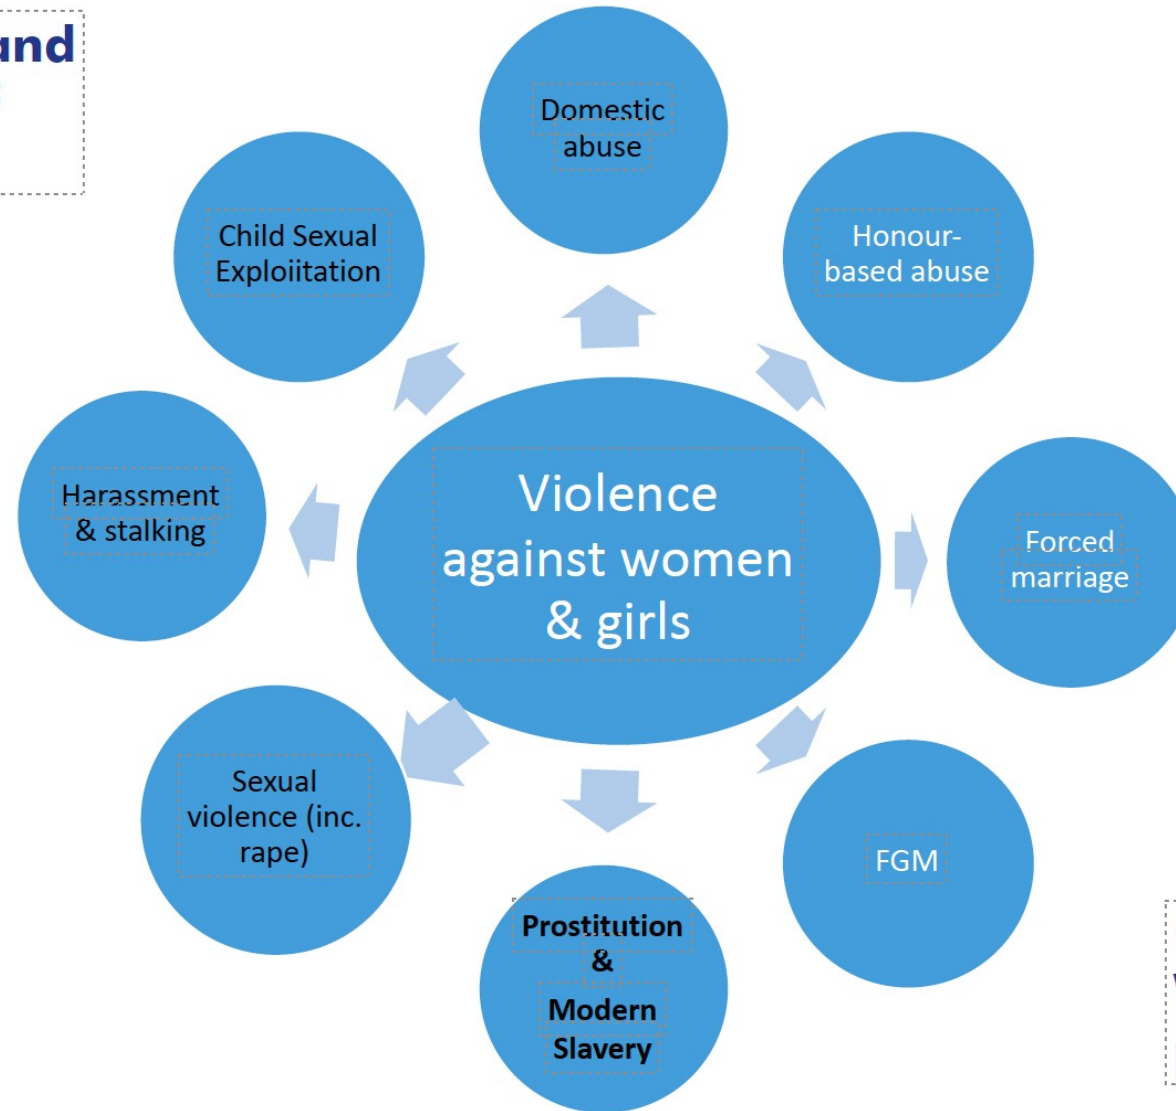 and
Domestic
abuse
Honour-
based abuse
Forced
marriage
FGM
Prostitution
&
Modern
Slavery
Sexual
violence (inc.
rape)
Harassment
& stalking
Child Sexual
Exploiitation
Violence
against women
& girls